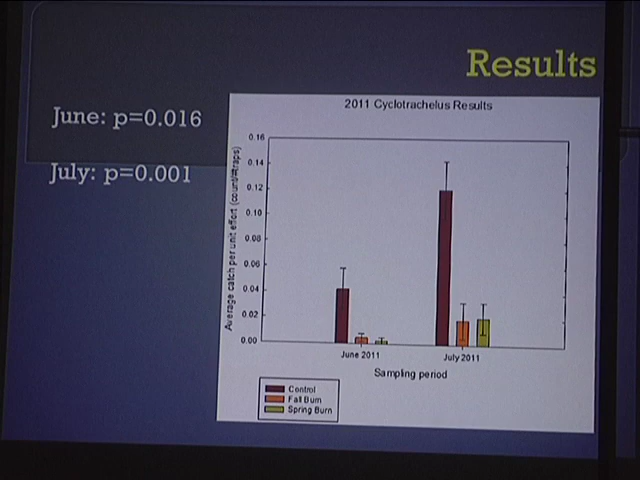 Results
June: p=0.016
July: p=0.001
2011 Cyclotrachelus Results
Average catch per unit effort (count/#traps)
0.16
0.14
0.12
0.10
0.08
0.06
0.04
0.02
0.00
June 2011
July 2011
Sampling period
Control
Fall Burn
Spring Burn